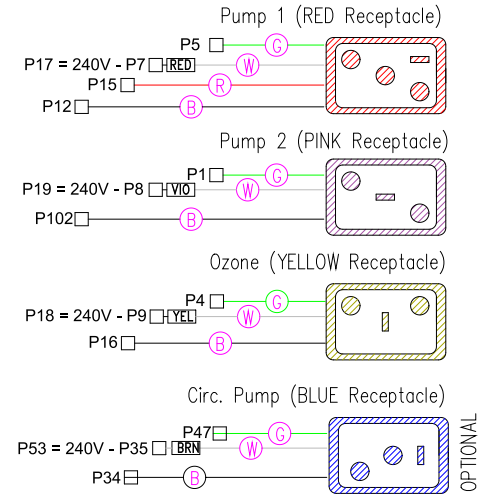 Pump 1 (RED Receptacle)
P5 G
P17 = 240V - P7 RED W
P15 R
P12 B
Pump 2 (PINK Receptacle)
P1 G
P19 = 240V - P8 VIO W
P102 B
Ozone (YELLOW Receptacle)
P4 G
P18 = 240V - P9 YEL W
P16 B
Circ. Pump (BLUE Receptacle)
P47 G
P53 = 240V - P35 BRN W
P34 B
OPTIONAL